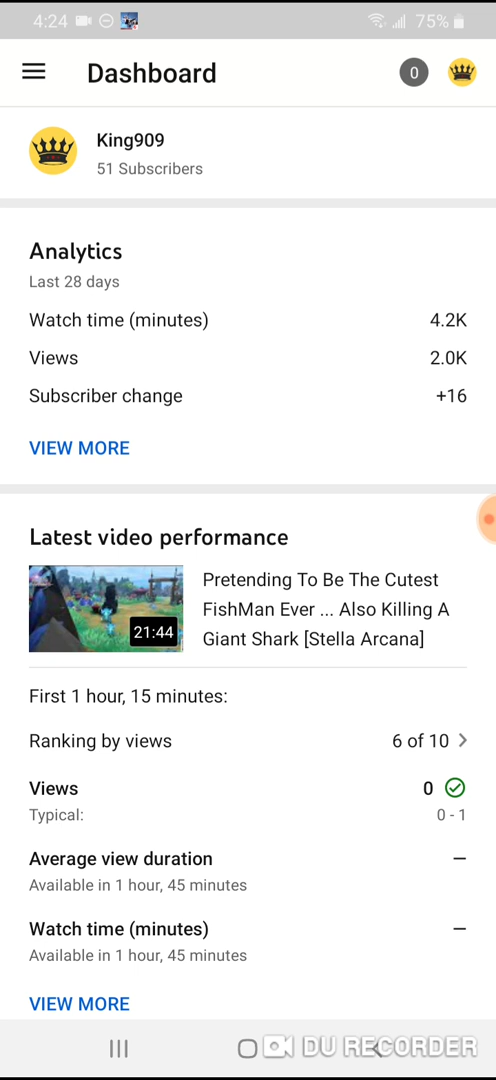 4:24 75%
Dashboard 0
King909
51 Subscribers
Analytics
Last 28 days
Watch time (minutes) 4.2K
Views 2.0K
Subscriber change +16
VIEW MORE
Latest video performance
Pretending To Be The Cutest
FishMan Ever ... Also Killing A
Giant Shark [Stella Arcana]
21:44
First 1 hour, 15 minutes:
Ranking by views 6 of 10
Views 0
Typical: 0 - 1
Average view duration –
Available in 1 hour, 45 minutes
Watch time (minutes) –
Available in 1 hour, 45 minutes
VIEW MORE
DU RECORDER